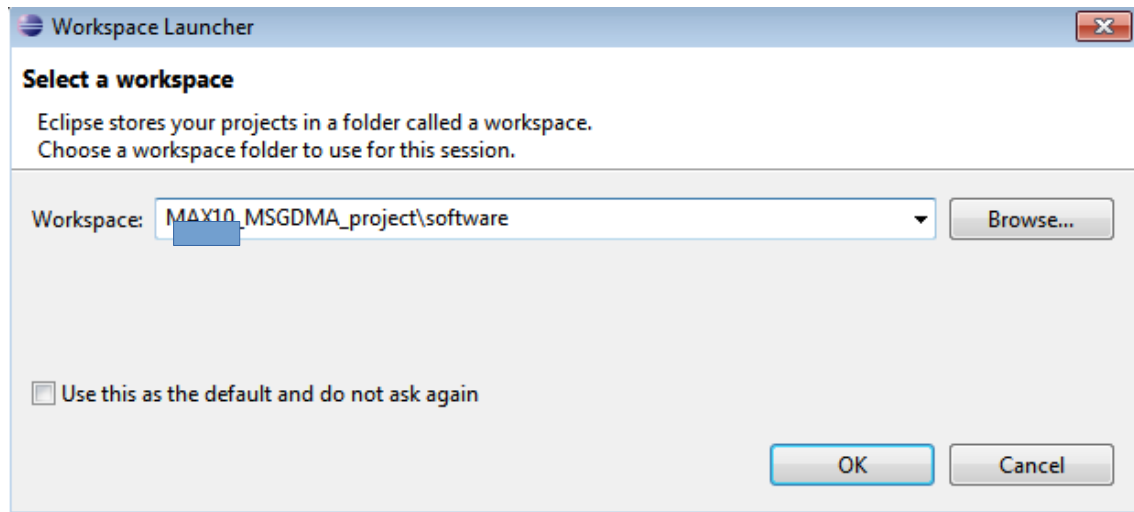 Workspace Launcher
Select a workspace
Eclipse stores your projects in a folder called a workspace.
Choose a workspace folder to use for this session.
Workspace: MAX10_MSGDMA_project\software Browse...
Use this as the default and do not ask again
OK Cancel